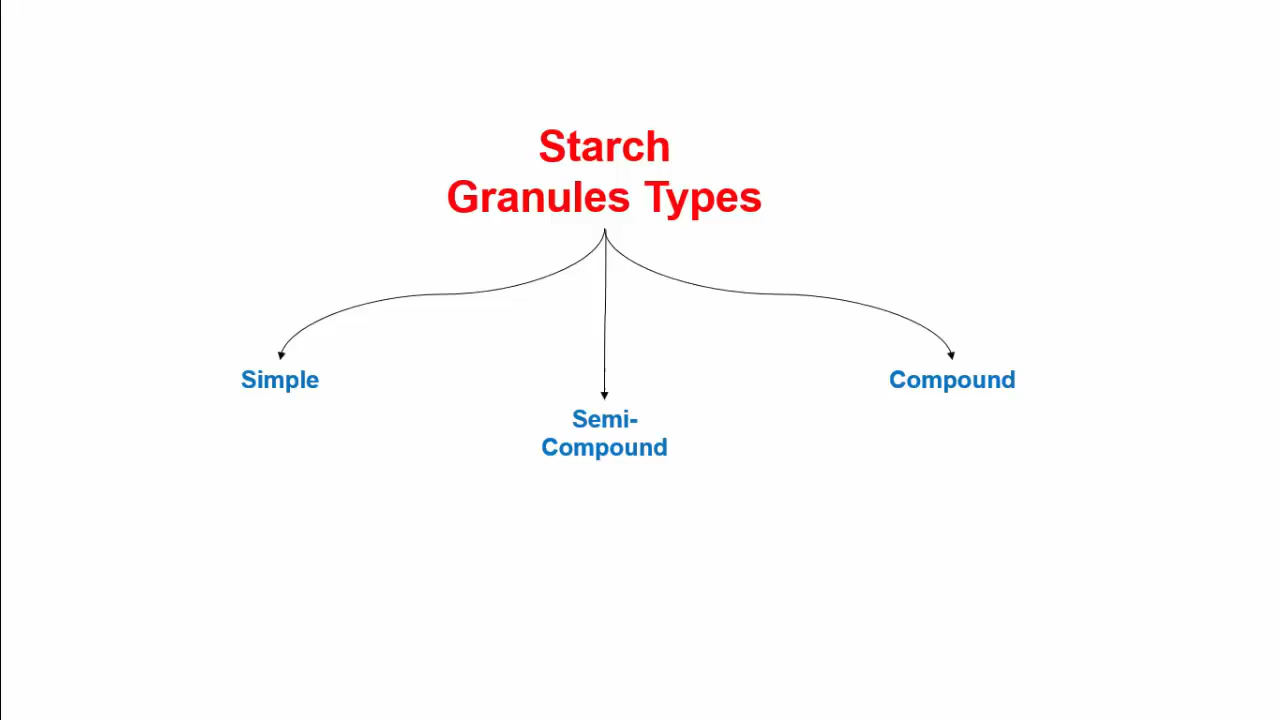 Starch
Granules Types
Simple
Semi-
Compound
Compound